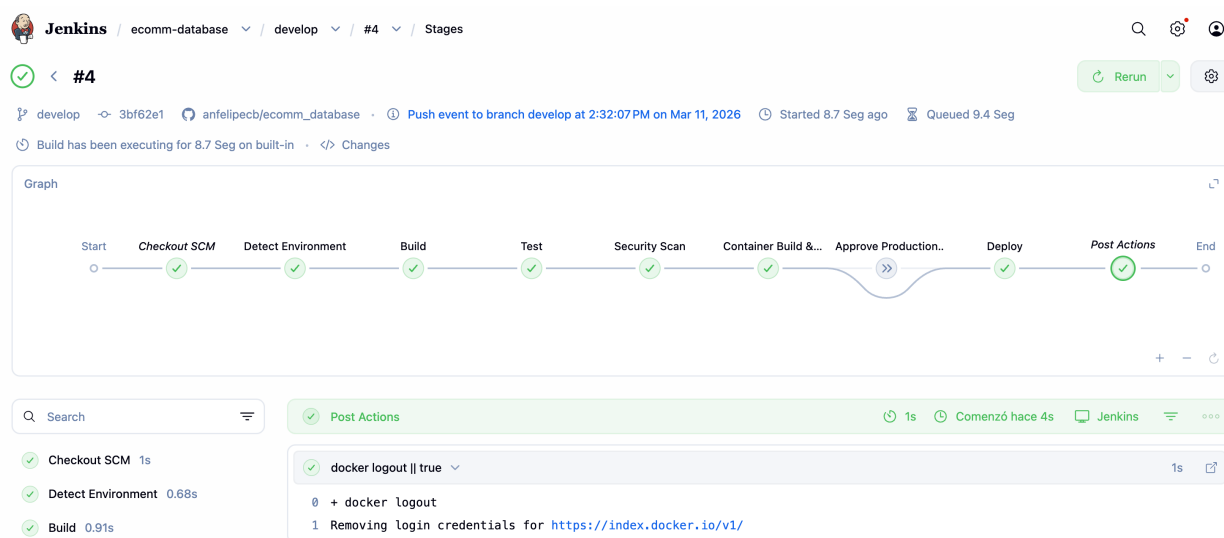 Jenkins / ecomm-database / develop / #4 / Stages
#4
Rerun
develop 3bf62e1 anfelipecb/ecomm_database · Push event to branch develop at 2:32:07 PM on Mar 11, 2026 Started 8.7 Seg ago Queued 9.4 Seg
Build has been executing for 8.7 Seg on built-in · </> Changes
Graph
Start Checkout SCM Detect Environment Build Test Security Scan Container Build &... Approve Production.. Deploy Post Actions End
Search
Post Actions 1s Comenzó hace 4s Jenkins
Checkout SCM 1s
docker logout || true 1s
Detect Environment 0.68s
0 + docker logout
1 Removing login credentials for https://index.docker.io/v1/
Build 0.91s